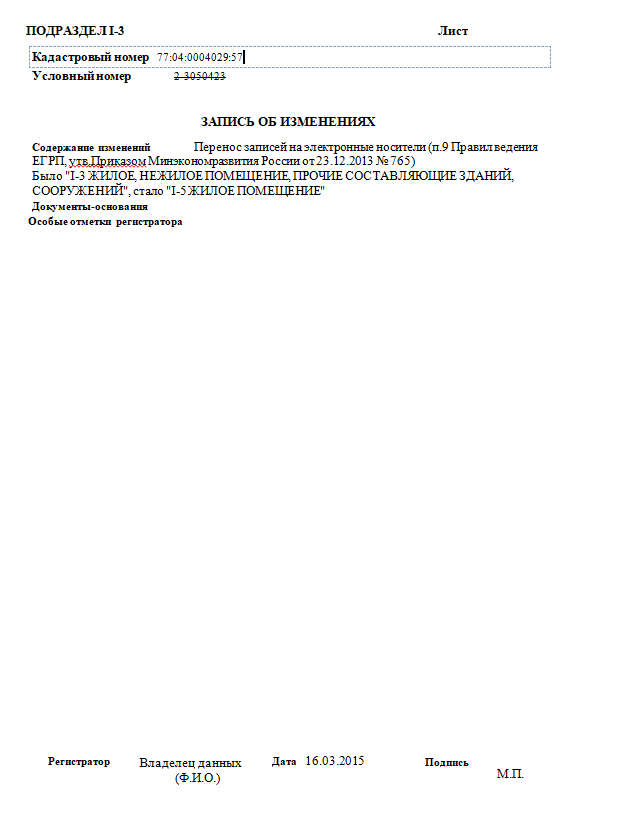 ПОДРАЗДЕЛ I-3 Лист
Кадастровый номер 77:04:0004029:57
Условный номер 2-3050423
ЗАПИСЬ ОБ ИЗМЕНЕНИЯХ
Содержание изменений Перенос записей на электронные носители (п.9 Правил ведения
ЕГРП, утв.Приказом Минэкономразвития России от 23.12.2013 № 765)
Было "I-3 ЖИЛОЕ, НЕЖИЛОЕ ПОМЕЩЕНИЕ, ПРОЧИЕ СОСТАВЛЯЮЩИЕ ЗДАНИЙ,
СООРУЖЕНИЙ", стало "I-5 ЖИЛОЕ ПОМЕЩЕНИЕ"
Документы-основания
Особые отметки регистратора
Регистратор Владелец данных Дата 16.03.2015 Подпись
(Ф.И.О.) М.П.